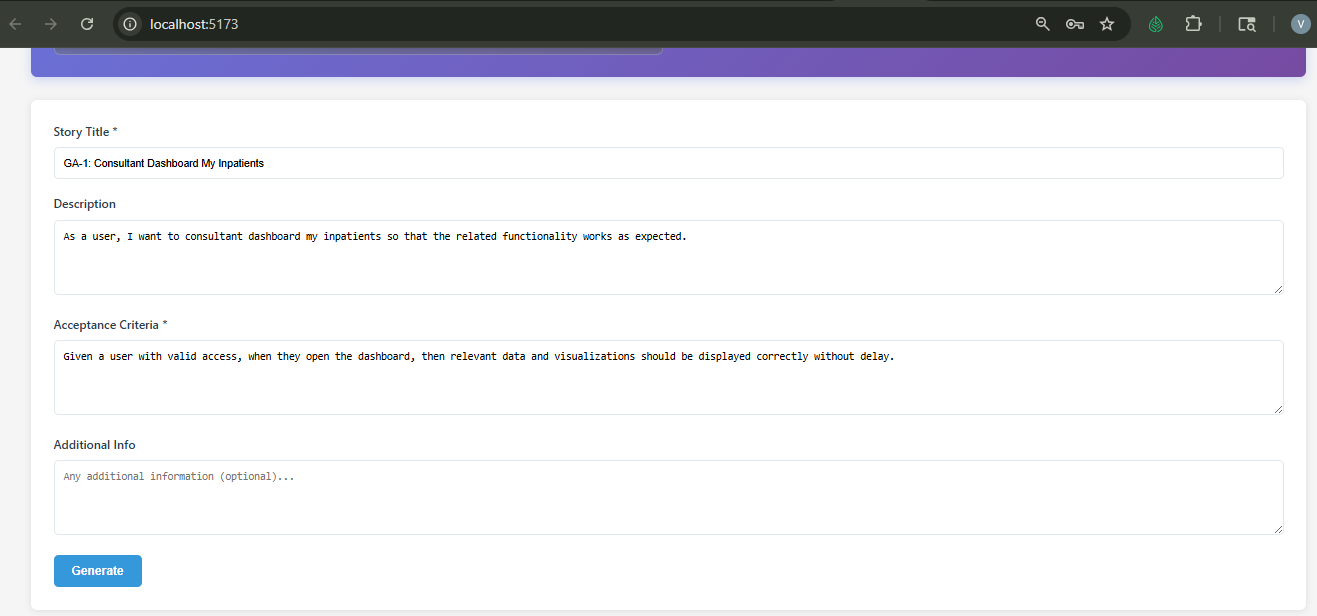 localhost:5173
V
Story Title *
GA-1: Consultant Dashboard My Inpatients
Description
As a user, I want to consultant dashboard my inpatients so that the related functionality works as expected.
Acceptance Criteria *
Given a user with valid access, when they open the dashboard, then relevant data and visualizations should be displayed correctly without delay.
Additional Info
Any additional information (optional)...
Generate